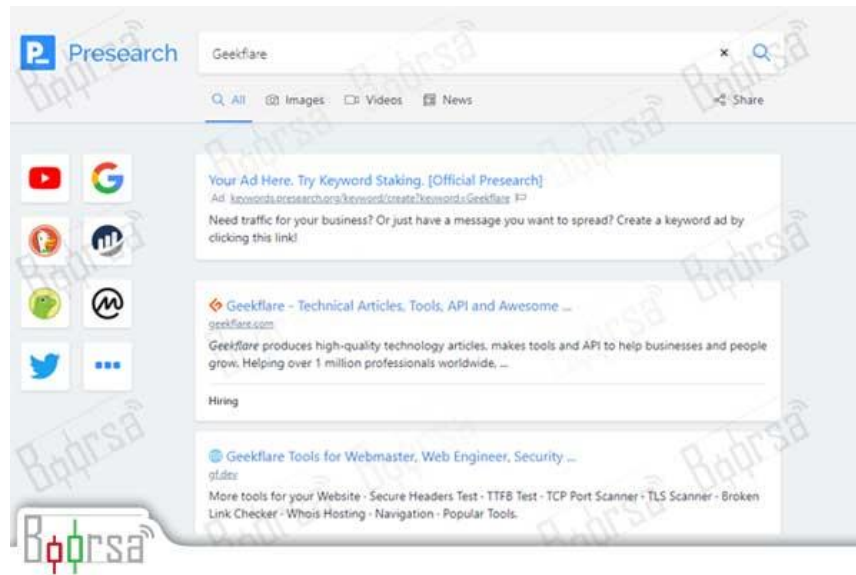 Presearch
Geekflare
×
All
Images
Videos
News
Share
Your Ad Here. Try Keyword Staking. [Official Presearch]
Ad keywords.presearch.org/keyword/create?keyword=Geekflare
Need traffic for your business? Or just have a message you want to spread? Create a keyword ad by
clicking this link!
Geekflare - Technical Articles, Tools, API and Awesome ...
geekflare.com
Geekflare produces high-quality technology articles, makes tools and API to help businesses and people
grow. Helping over 1 million professionals worldwide, ...
Hiring
Geekflare Tools for Webmaster, Web Engineer, Security ...
gf.dev
More tools for your Website · Secure Headers Test · TTFB Test · TCP Port Scanner · TLS Scanner · Broken
Link Checker · Whois Hosting · Navigation · Popular Tools.